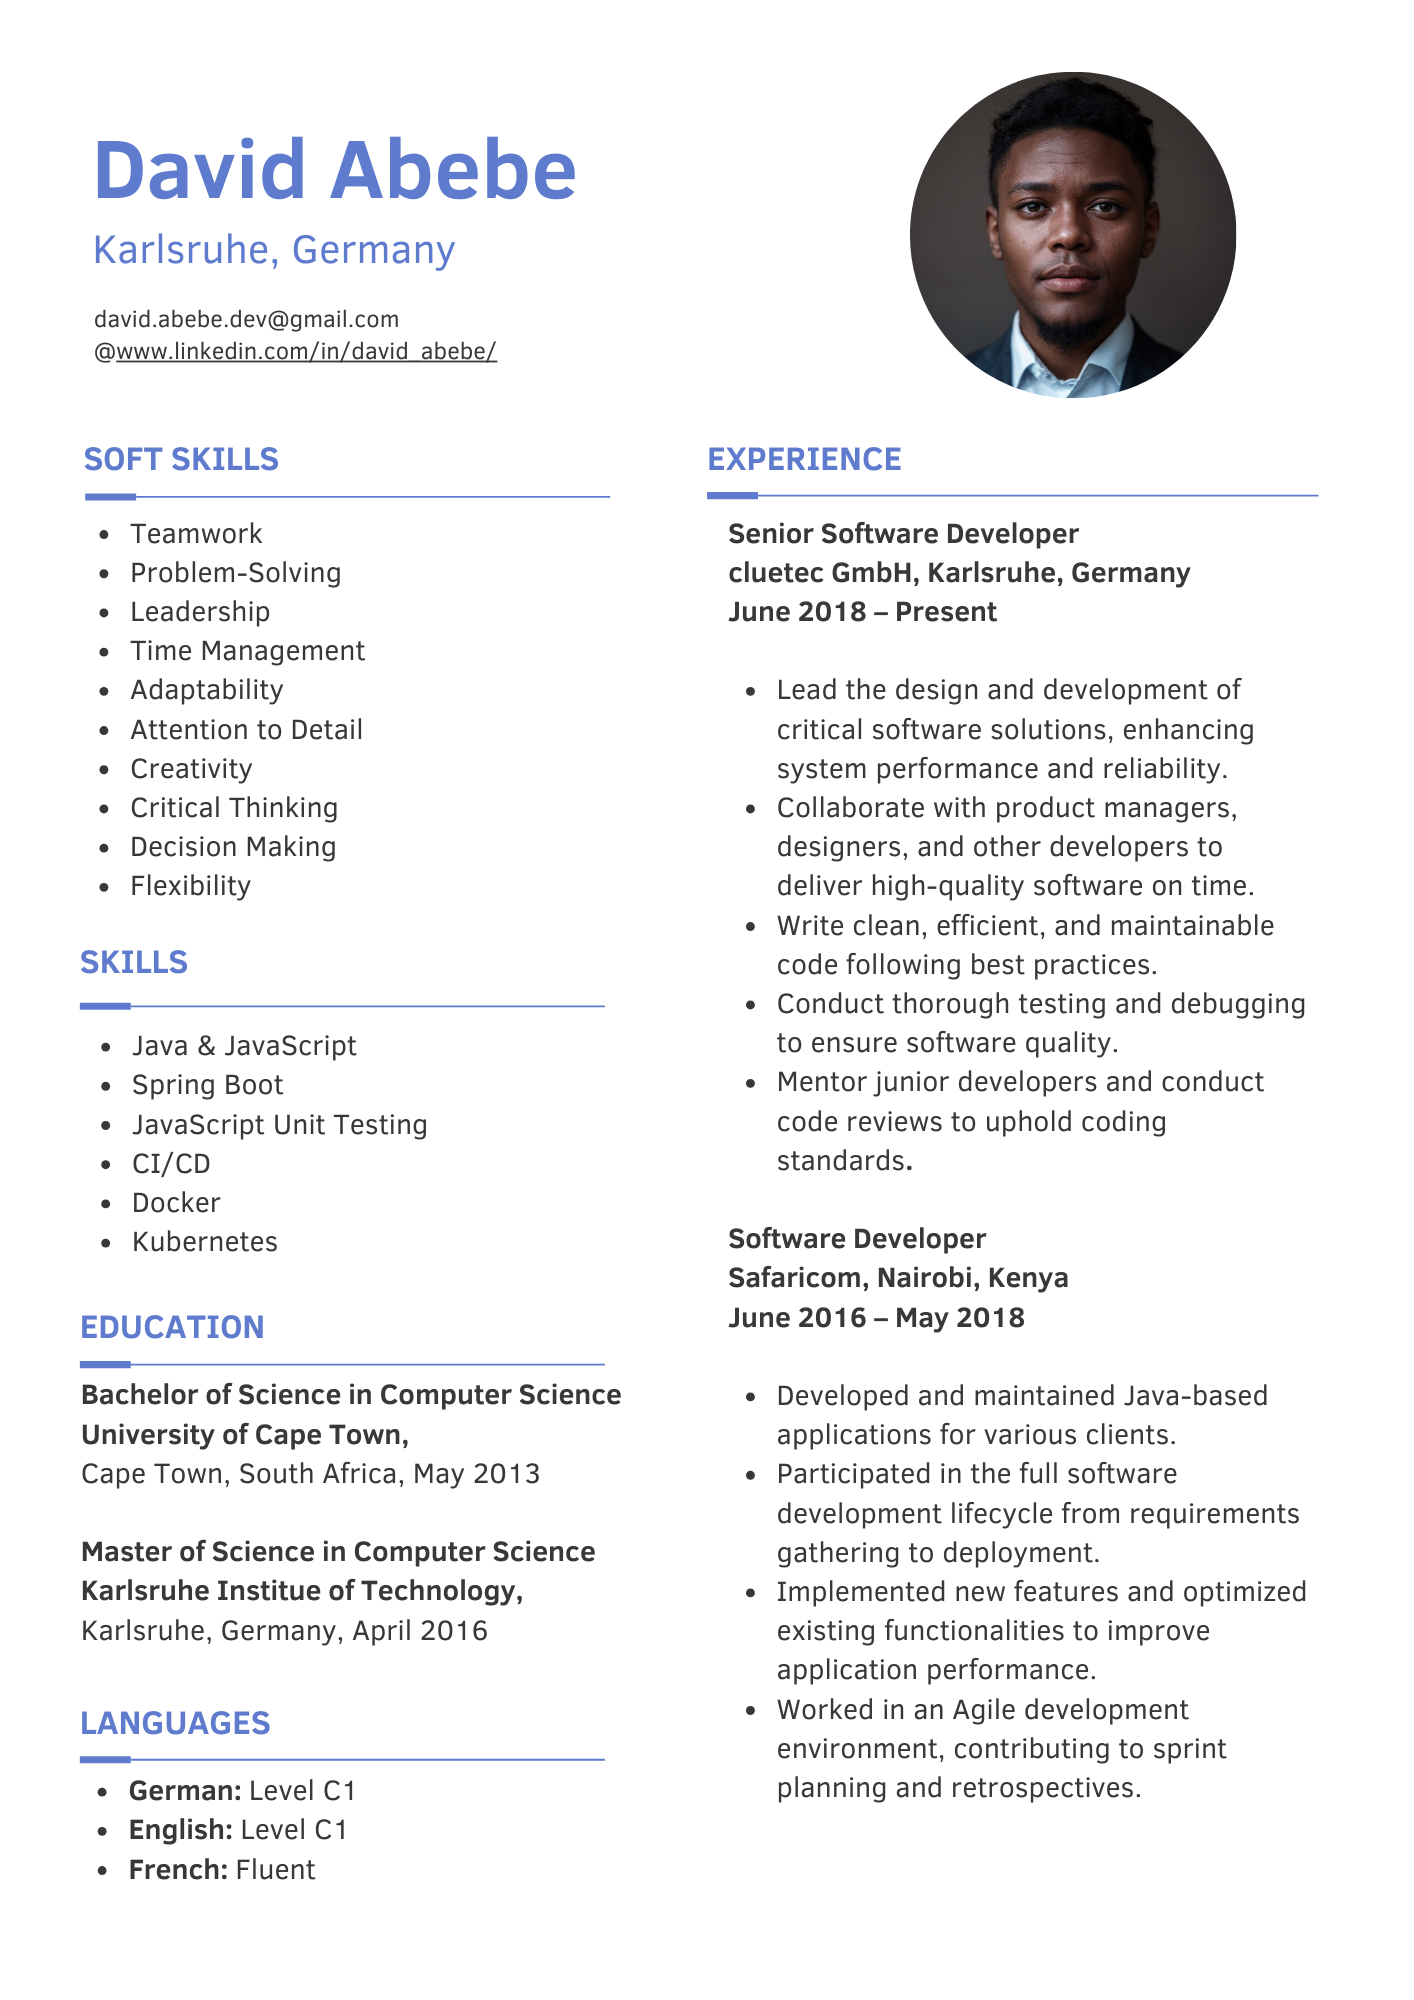 David Abebe
Karlsruhe, Germany
david.abebe.dev@gmail.com
@www.linkedin.com/in/david_abebe/
SOFT SKILLS
• Teamwork
• Problem-Solving
• Leadership
• Time Management
• Adaptability
• Attention to Detail
• Creativity
• Critical Thinking
• Decision Making
• Flexibility
SKILLS
• Java & JavaScript
• Spring Boot
• JavaScript Unit Testing
• CI/CD
• Docker
• Kubernetes
EDUCATION
Bachelor of Science in Computer Science
University of Cape Town,
Cape Town, South Africa, May 2013
Master of Science in Computer Science
Karlsruhe Institue of Technology,
Karlsruhe, Germany, April 2016
LANGUAGES
• German: Level C1
• English: Level C1
• French: Fluent
EXPERIENCE
Senior Software Developer
cluetec GmbH, Karlsruhe, Germany
June 2018 – Present
• Lead the design and development of
critical software solutions, enhancing
system performance and reliability.
• Collaborate with product managers,
designers, and other developers to
deliver high-quality software on time.
• Write clean, efficient, and maintainable
code following best practices.
• Conduct thorough testing and debugging
to ensure software quality.
• Mentor junior developers and conduct
code reviews to uphold coding
standards.
Software Developer
Safaricom, Nairobi, Kenya
June 2016 – May 2018
• Developed and maintained Java-based
applications for various clients.
• Participated in the full software
development lifecycle from requirements
gathering to deployment.
• Implemented new features and optimized
existing functionalities to improve
application performance.
• Worked in an Agile development
environment, contributing to sprint
planning and retrospectives.